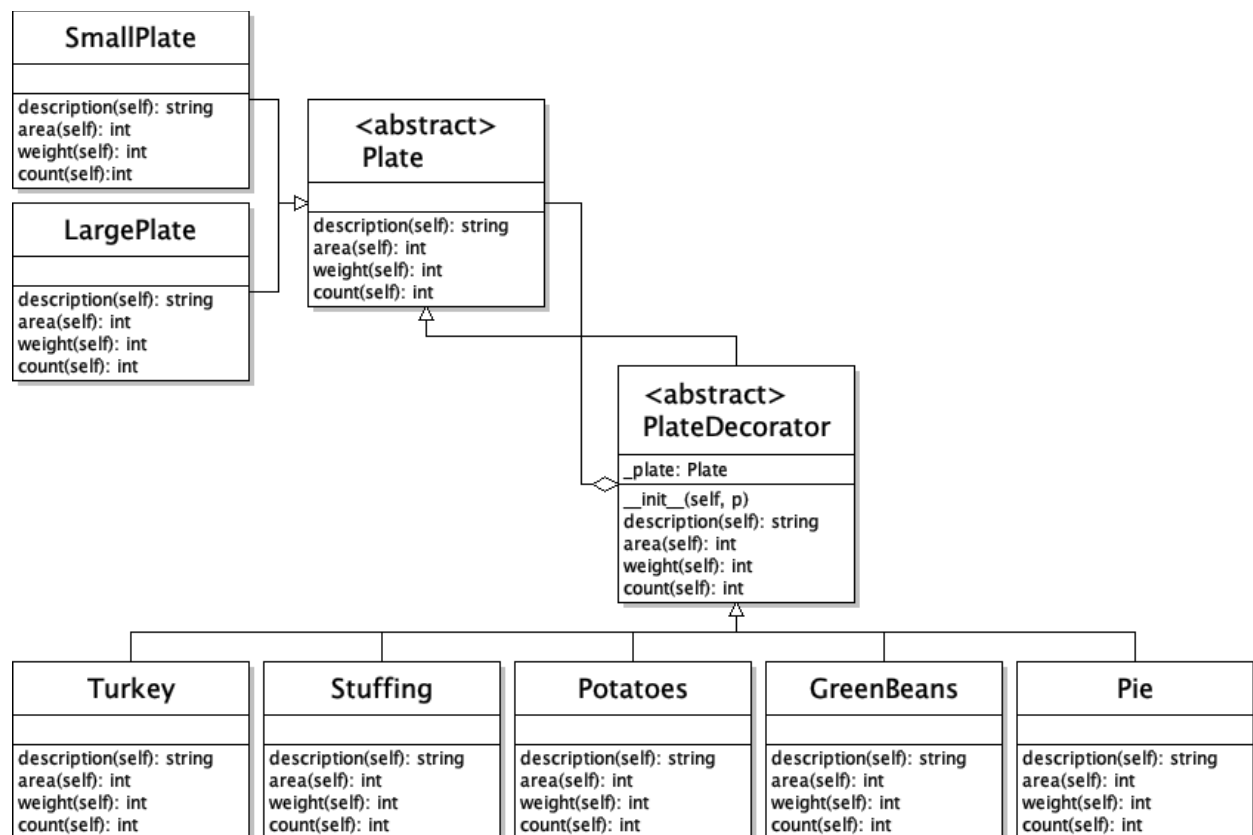 SmallPlate
description(self): string
area(self): int
weight(self): int
count(self):int
<abstract>
Plate
description(self): string
area(self): int
weight(self): int
count(self): int
LargePlate
description(self): string
area(self): int
weight(self): int
count(self): int
<abstract>
PlateDecorator
_plate: Plate
__init__(self, p)
description(self): string
area(self): int
weight(self): int
count(self): int
Turkey
description(self): string
area(self): int
weight(self): int
count(self): int
Stuffing
description(self): string
area(self): int
weight(self): int
count(self): int
Potatoes
description(self): string
area(self): int
weight(self): int
count(self): int
GreenBeans
description(self): string
area(self): int
weight(self): int
count(self): int
Pie
description(self): string
area(self): int
weight(self): int
count(self): int